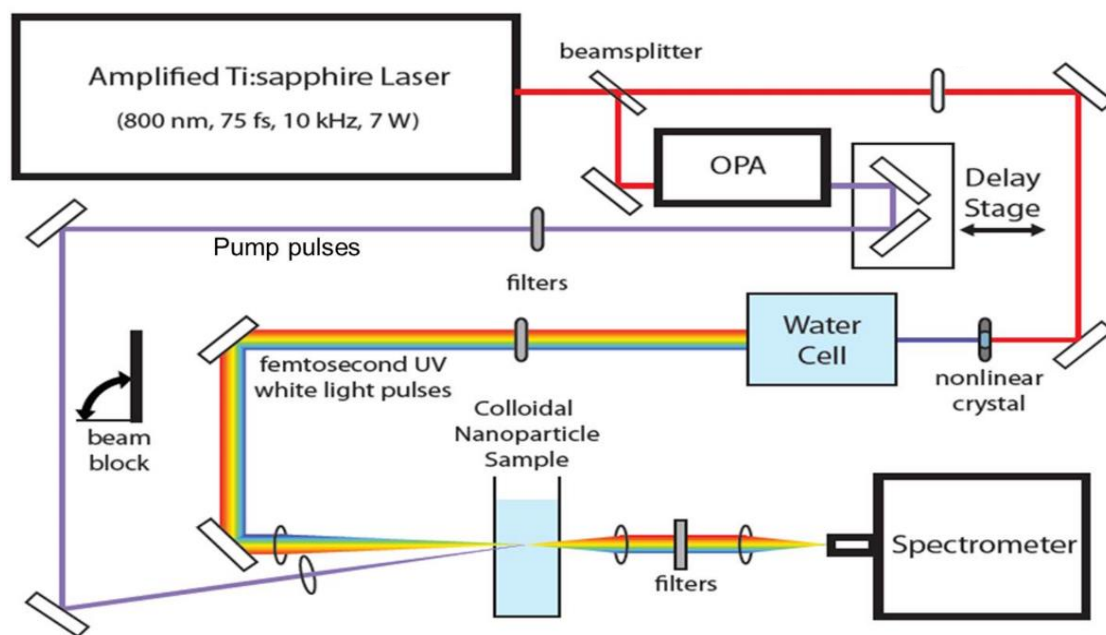 Amplified Ti:sapphire Laser
(800 nm, 75 fs, 10 kHz, 7 W)
beamsplitter
OPA
Delay
Stage
Pump pulses
filters
Water
Cell
nonlinear
crystal
femtosecond UV
white light pulses
beam
block
Colloidal
Nanoparticle
Sample
filters
Spectrometer